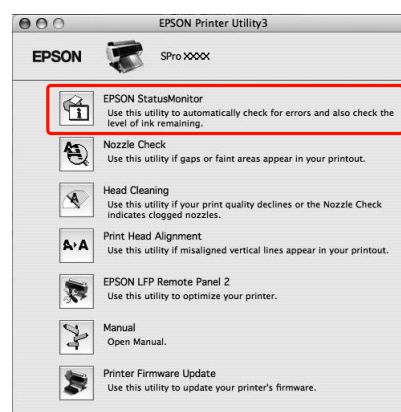 EPSON Printer Utility3
EPSON
SPro XXXX
EPSON StatusMonitor
Use this utility to automatically check for errors and also check the
level of ink remaining.
Nozzle Check
Use this utility if gaps or faint areas appear in your printout.
Head Cleaning
Use this utility if your print quality declines or the Nozzle Check
indicates clogged nozzles.
A▸A
Print Head Alignment
Use this utility if misaligned vertical lines appear in your printout.
EPSON LFP Remote Panel 2
Use this utility to optimize your printer.
Manual
Open Manual.
Printer Firmware Update
Use this utility to update your printer's firmware.